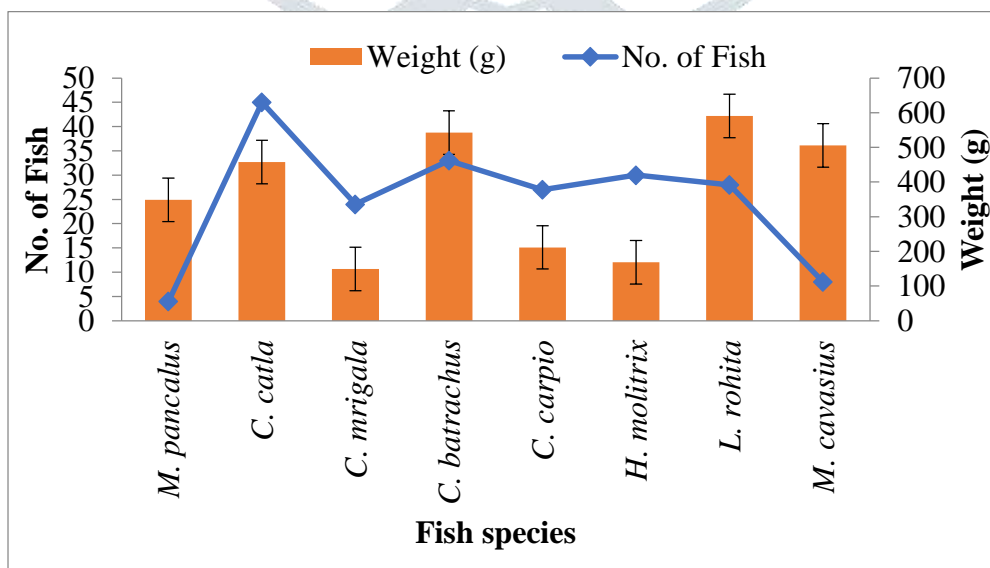 Weight (g) No. of Fish
50
45
40
35
30
25
20
15
10
5
0
No. of Fish
700
600
500
400
300
200
100
0
Weight (g)
M. pancalus
C. catla
C. mrigala
C. batrachus
C. carpio
H. molitrix
L. rohita
M. cavasius
Fish species